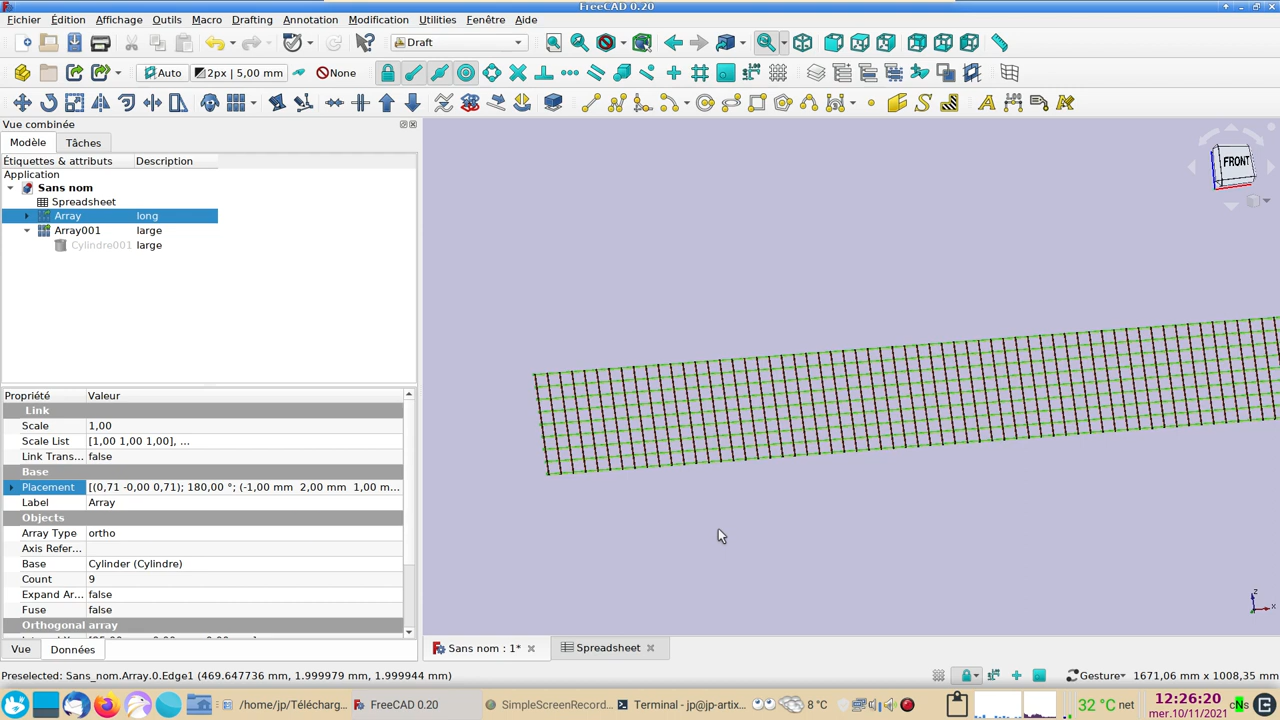 FreeCAD 0.20
Fichier Édition Affichage Outils Macro Drafting Annotation Modification Utilities Fenêtre Aide
Draft
Auto 2px | 5,00 mm None
Vue combinée
Modèle Tâches
Étiquettes & attributs Description
Application
Sans nom
Spreadsheet
Array long
Array001 large
Cylindre001 large
Propriété Valeur
Link
Scale 1,00
Scale List [1,00 1,00 1,00], ...
Link Trans... false
Base
Placement [(0,71 -0,00 0,71); 180,00 °; (-1,00 mm 2,00 mm 1,00 m...
Label Array
Objects
Array Type ortho
Axis Refer...
Base Cylinder (Cylindre)
Count 9
Expand Ar... false
Fuse false
Orthogonal array
Vue Données
FRONT
z
x
Sans nom : 1* Spreadsheet
Preselected: Sans_nom.Array.0.Edge1 (469.647736 mm, 1.999979 mm, 1.999944 mm)
Gesture 1671,06 mm x 1008,35 mm
/home/jp/Télécharg... FreeCAD 0.20 SimpleScreenRecord... Terminal - jp@jp-artix... 8 °C
32 °C net
12:26:20
mer.10/11/2021
cNs